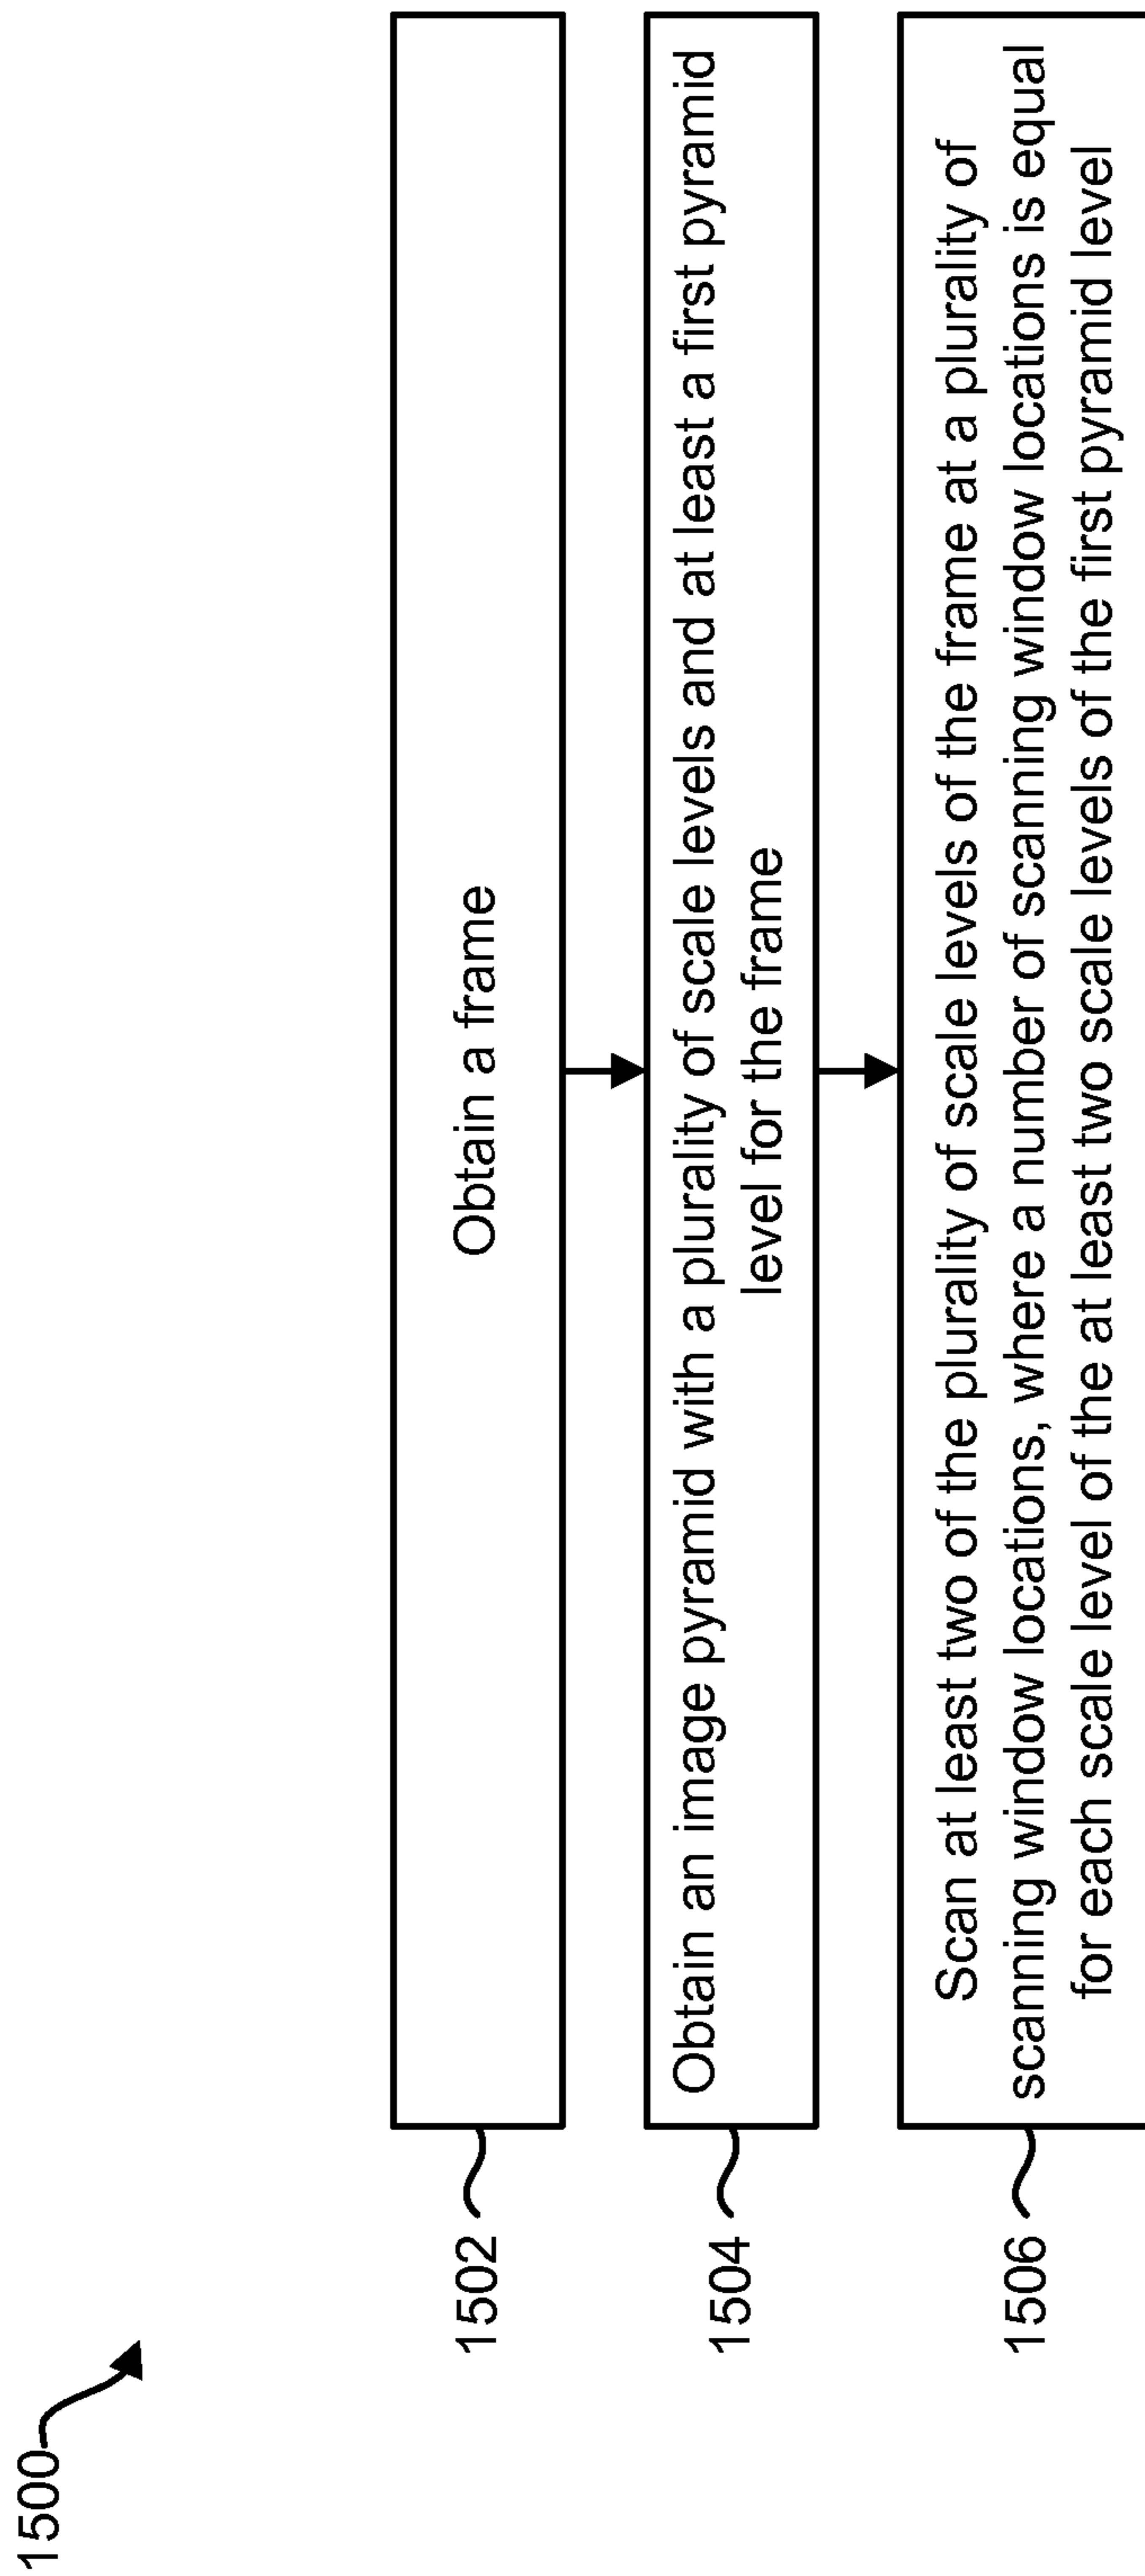 1500
1502
Obtain a frame
1504
Obtain an image pyramid with a plurality of scale levels and at least a first pyramid
level for the frame
1506
Scan at least two of the plurality of scale levels of the frame at a plurality of
scanning window locations, where a number of scanning window locations is equal
for each scale level of the at least two scale levels of the first pyramid level